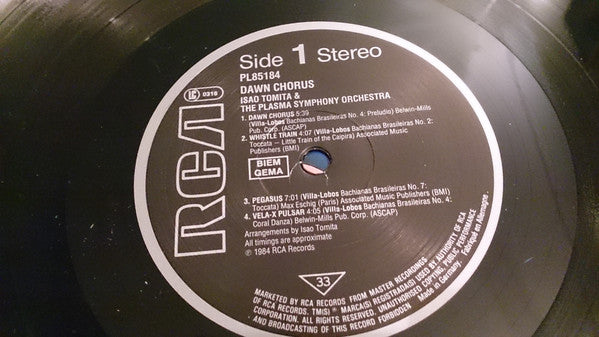 RCA
Side 1 Stereo
PL85184
LC 0316
DAWN CHORUS
ISAO TOMITA &
THE PLASMA SYMPHONY ORCHESTRA
1. DAWN CHORUS 5:39
(Villa-Lobos Bachianas Brasileiras No. 4: Preludio) Belwin-Mills
Pub. Corp. (ASCAP)
2. WHISTLE TRAIN 4:07 (Villa-Lobos Bachianas Brasileiras No. 2:
Toccata — Little Train of the Caipira) Associated Music
Publishers (BMI)
BIEM
GEMA
3. PEGASUS 7:01 (Villa-Lobos Bachianas Brasileiras No. 7:
Toccata) Max Eschig (Paris) Associated Music Publishers (BMI)
4. VELA-X PULSAR 4:05 (Villa-Lobos Bachianas Brasileiras No. 4:
Coral Danza) Belwin-Mills Pub. Corp. (ASCAP)
Arrangements by Isao Tomita
All timings are approximate
℗ 1984 RCA Records
33
MARKETED BY RCA RECORDS FROM MASTER RECORDINGS
OF RCA RECORDS. TM(S) ® MARCA(S) REGISTRADA(S) USED BY AUTHORITY OF RCA
CORPORATION. ALL RIGHTS RESERVED. UNAUTHORISED COPYING, PUBLIC PERFORMANCE
AND BROADCASTING OF THIS RECORD FORBIDDEN
Made in Germany. Fabriqué en Allemagne.